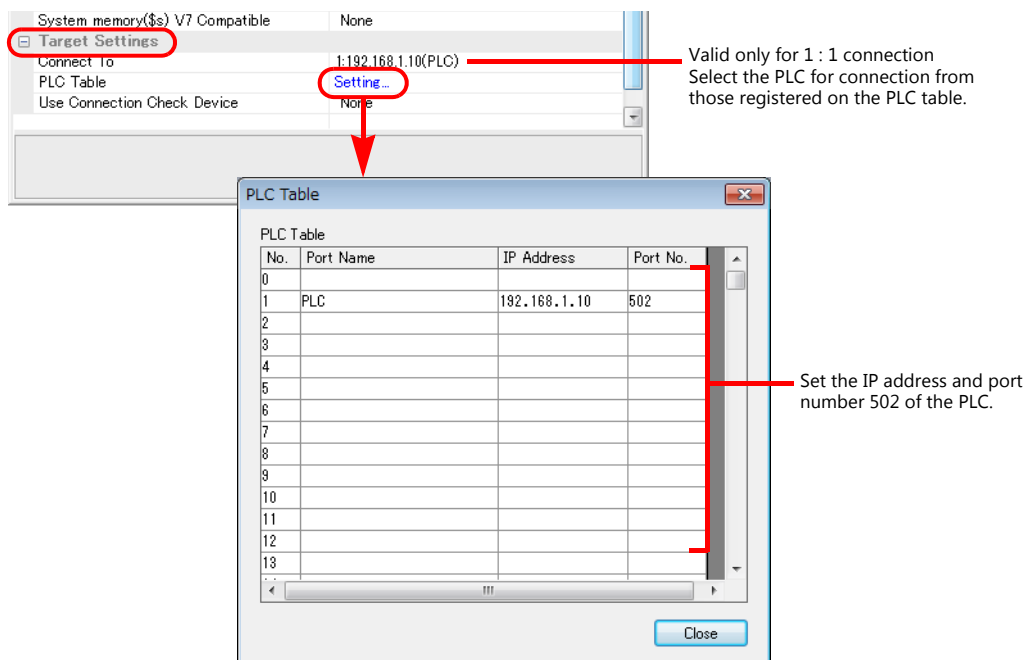 System memory($s) V7 Compatible None
Target Settings
Connect To 1:192.168.1.10(PLC)
PLC Table Setting...
Use Connection Check Device None
Valid only for 1 : 1 connection
Select the PLC for connection from
those registered on the PLC table.
PLC Table
PLC Table
No. Port Name IP Address Port No.
0
1 PLC 192.168.1.10 502
2
3
4
5
6
7
8
9
10
11
12
13
Set the IP address and port
number 502 of the PLC.
Close